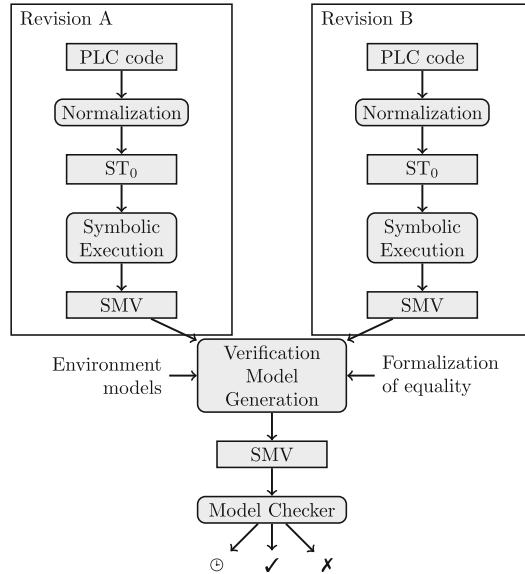 Revision A
PLC code
Normalization
ST₀
Symbolic
Execution
SMV
Revision B
PLC code
Normalization
ST₀
Symbolic
Execution
SMV
Environment
models
Verification
Model
Generation
Formalization
of equality
SMV
Model Checker
✓ ✗